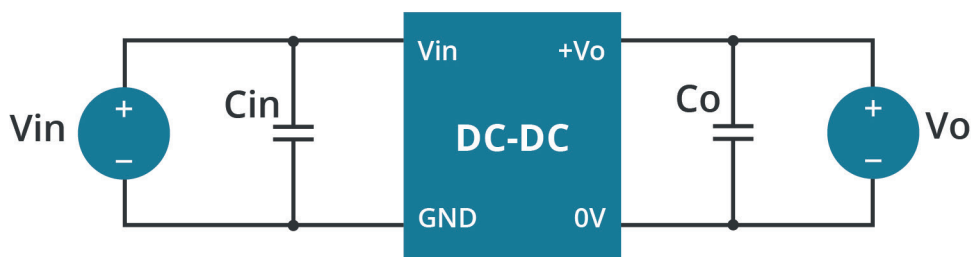 Vin
+
−
Cin
Vin
+Vo
DC-DC
GND
0V
Co
+
−
Vo